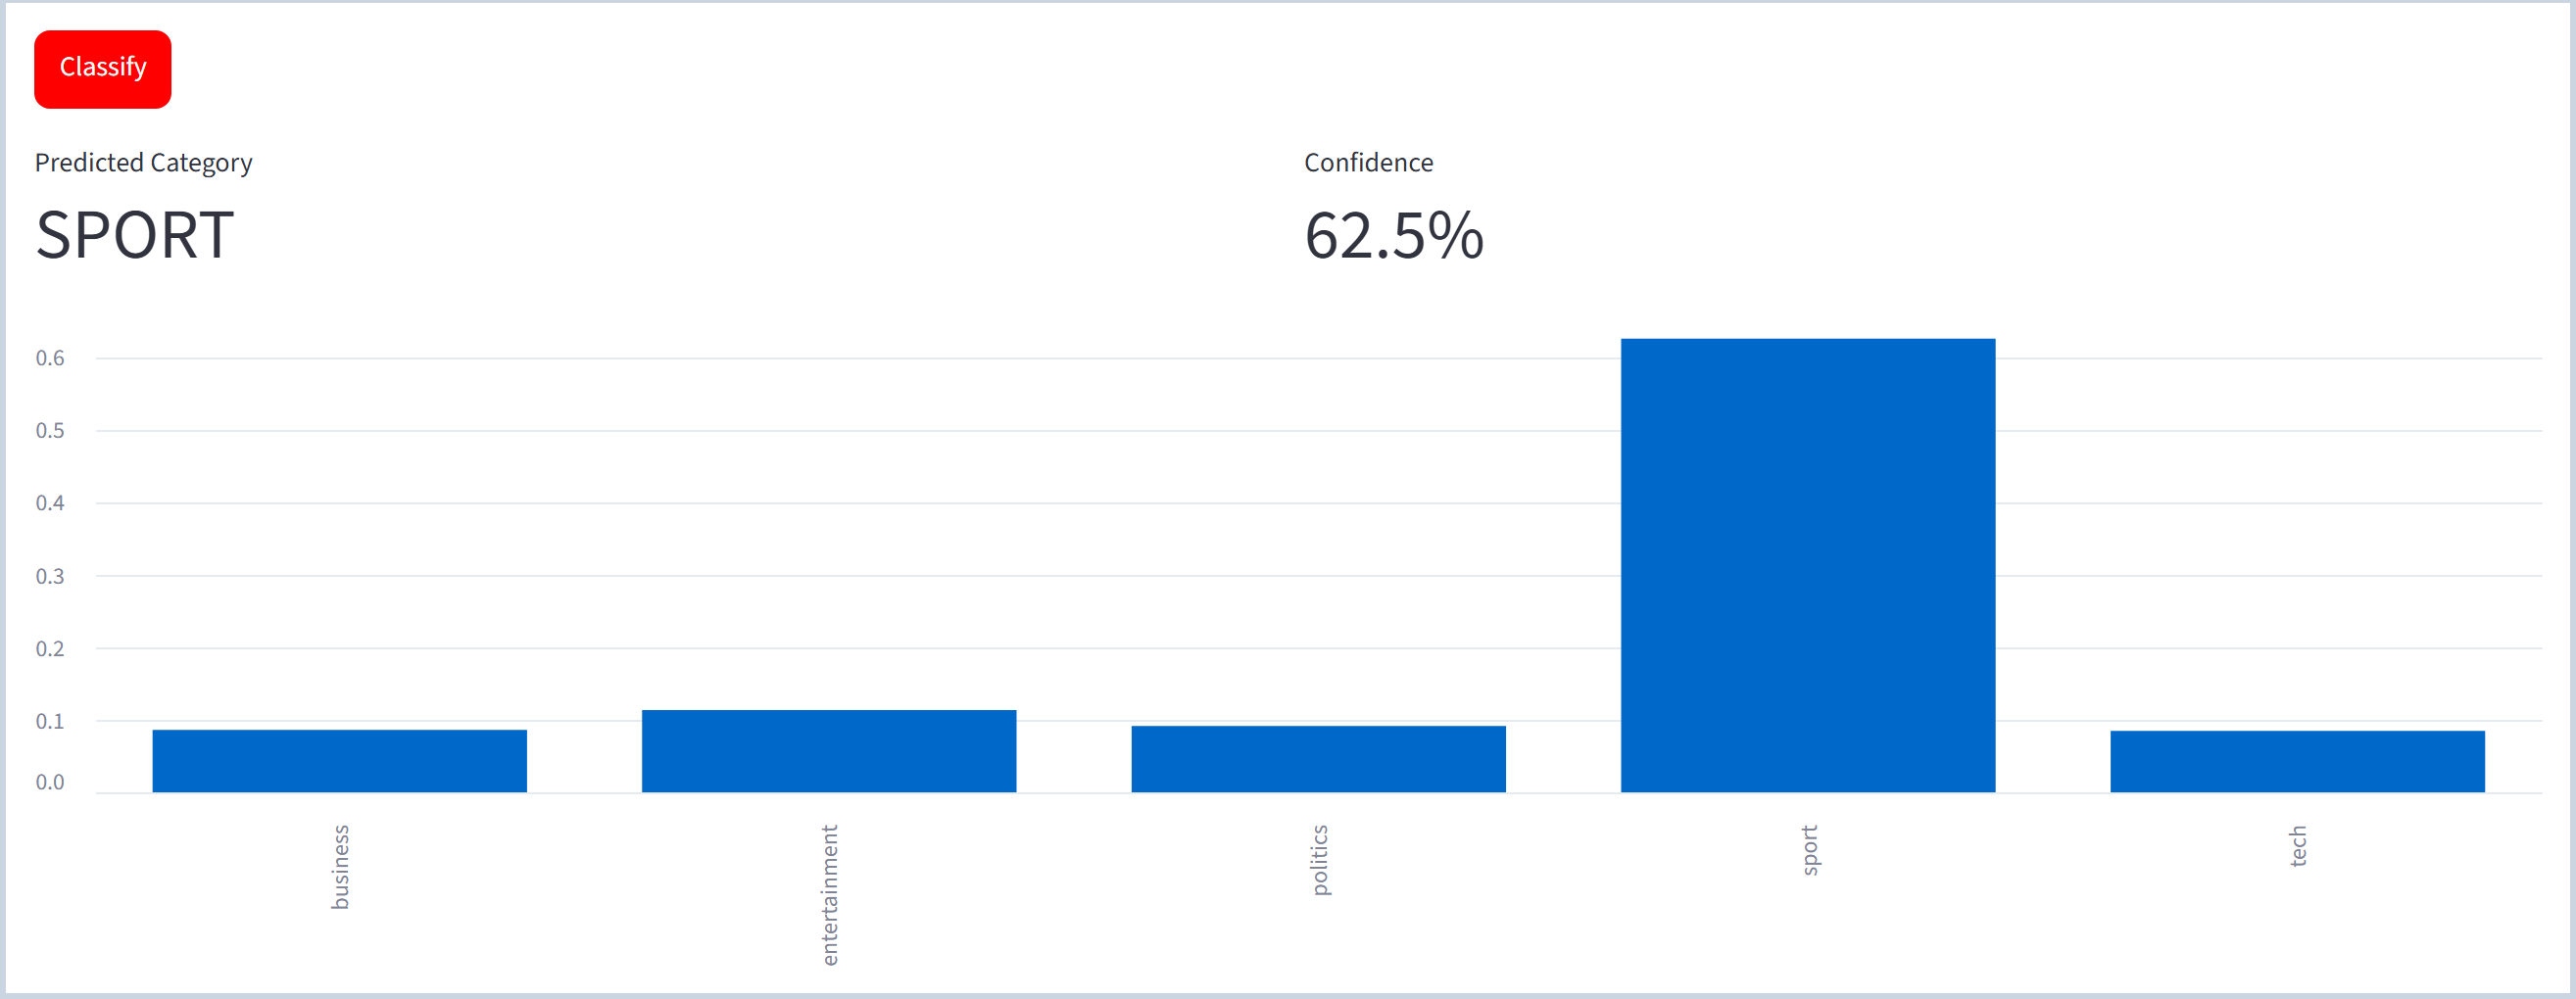 Classify
Predicted Category
SPORT
Confidence
62.5%
0.6
0.5
0.4
0.3
0.2
0.1
0.0
business
entertainment
politics
sport
tech